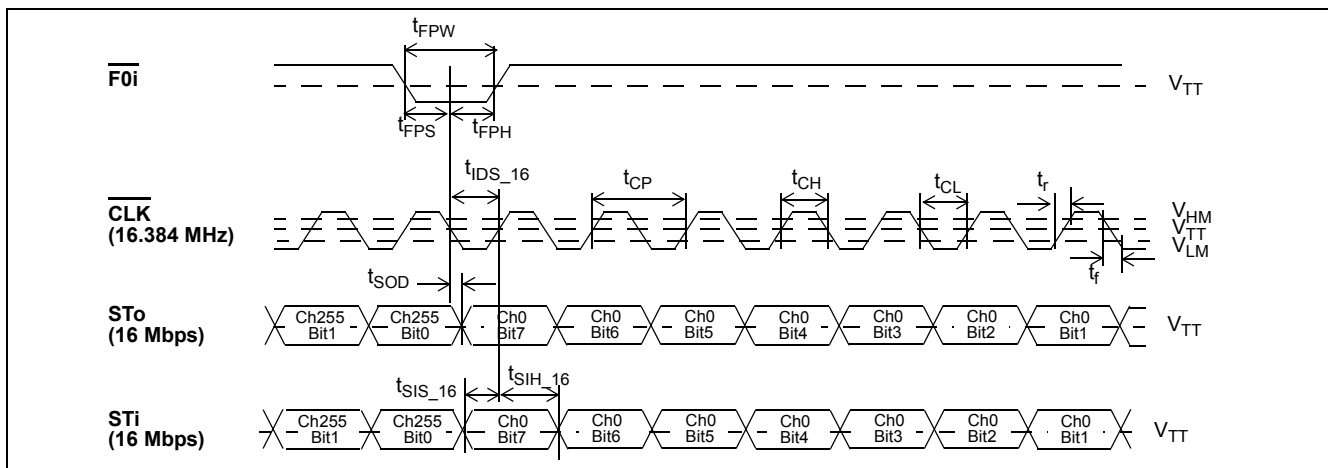 tFPW
F0i
VTT
tFPS
tFPH
tIDS_16
tCP
tCH
tCL
tr
CLK
(16.384 MHz)
VHM
VTT
VLM
tf
tSOD
STo
(16 Mbps)
Ch255 Bit1
Ch255 Bit0
Ch0 Bit7
Ch0 Bit6
Ch0 Bit5
Ch0 Bit4
Ch0 Bit3
Ch0 Bit2
Ch0 Bit1
VTT
tSIS_16
tSIH_16
STi
(16 Mbps)
Ch255 Bit1
Ch255 Bit0
Ch0 Bit7
Ch0 Bit6
Ch0 Bit5
Ch0 Bit4
Ch0 Bit3
Ch0 Bit2
Ch0 Bit1
VTT